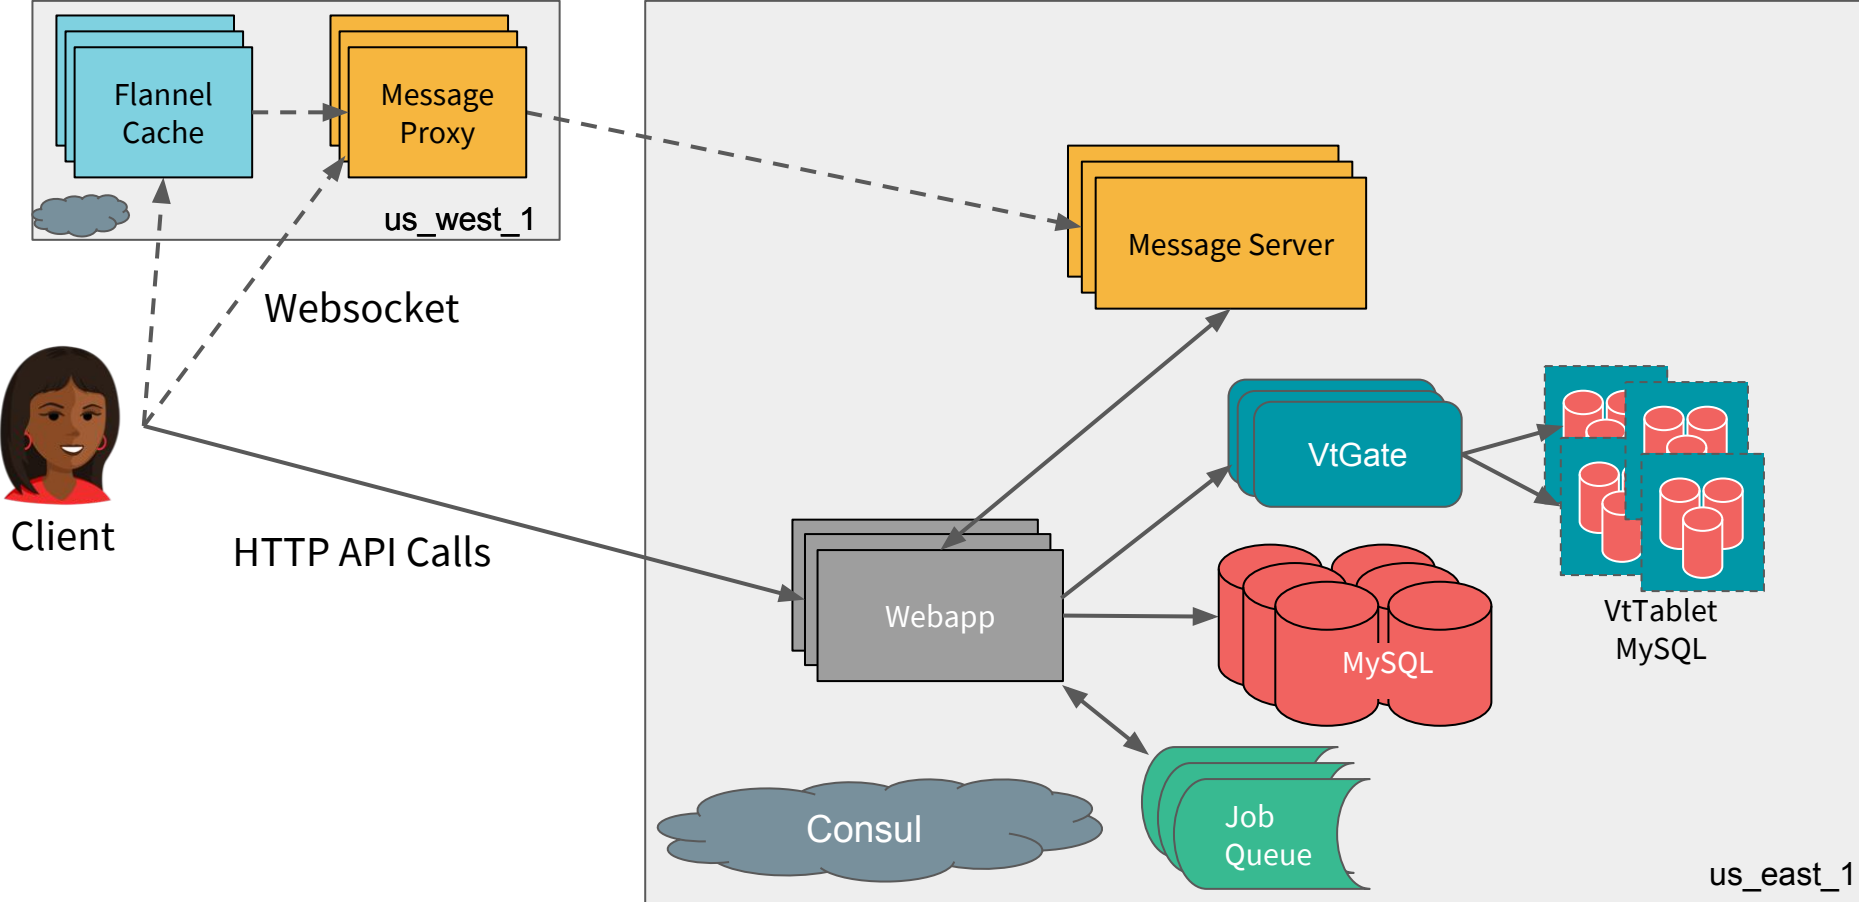 Flannel
Cache
Message
Proxy
us_west_1
Websocket
Client
HTTP API Calls
Message Server
VtGate
VtTablet
MySQL
Webapp
MySQL
Job
Queue
Consul
us_east_1